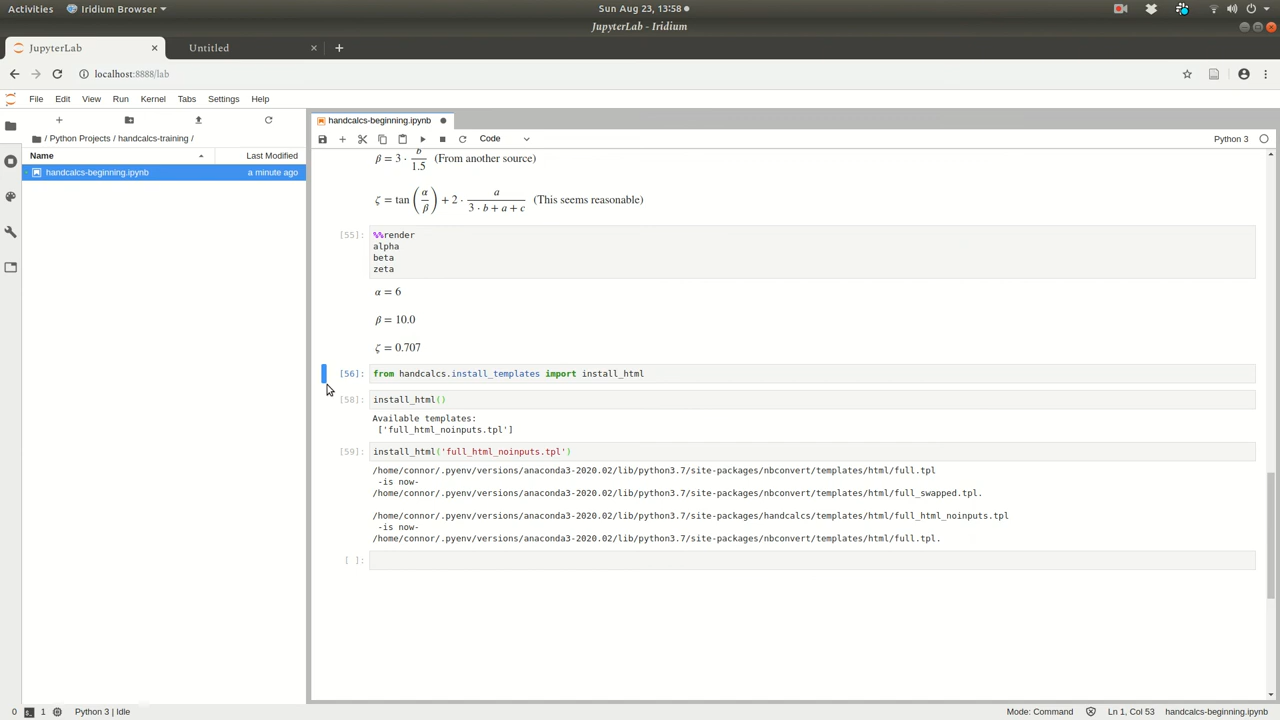 Activities Iridium Browser Sun Aug 23, 13:58
JupyterLab - Iridium
JupyterLab Untitled
localhost:8888/lab
File Edit View Run Kernel Tabs Settings Help
handcalcs-beginning.ipynb
/ Python Projects / handcalcs-training /
Code Python 3
Name Last Modified
handcalcs-beginning.ipynb a minute ago
β = 3 · b / 1.5 (From another source)
ζ = tan ( α / β ) + 2 · a / 3 · b + a + c (This seems reasonable)
[55]: %%render
alpha
beta
zeta
α = 6
β = 10.0
ζ = 0.707
[56]: from handcalcs.install_templates import install_html
[58]: install_html()
Available templates:
['full_html_noinputs.tpl']
[59]: install_html('full_html_noinputs.tpl')
/home/connor/.pyenv/versions/anaconda3-2020.02/lib/python3.7/site-packages/nbconvert/templates/html/full.tpl
-is now-
/home/connor/.pyenv/versions/anaconda3-2020.02/lib/python3.7/site-packages/nbconvert/templates/html/full_swapped.tpl.
/home/connor/.pyenv/versions/anaconda3-2020.02/lib/python3.7/site-packages/handcalcs/templates/html/full_html_noinputs.tpl
-is now-
/home/connor/.pyenv/versions/anaconda3-2020.02/lib/python3.7/site-packages/nbconvert/templates/html/full.tpl.
[ ]:
0 1 Python 3 | Idle Mode: Command Ln 1, Col 53 handcalcs-beginning.ipynb